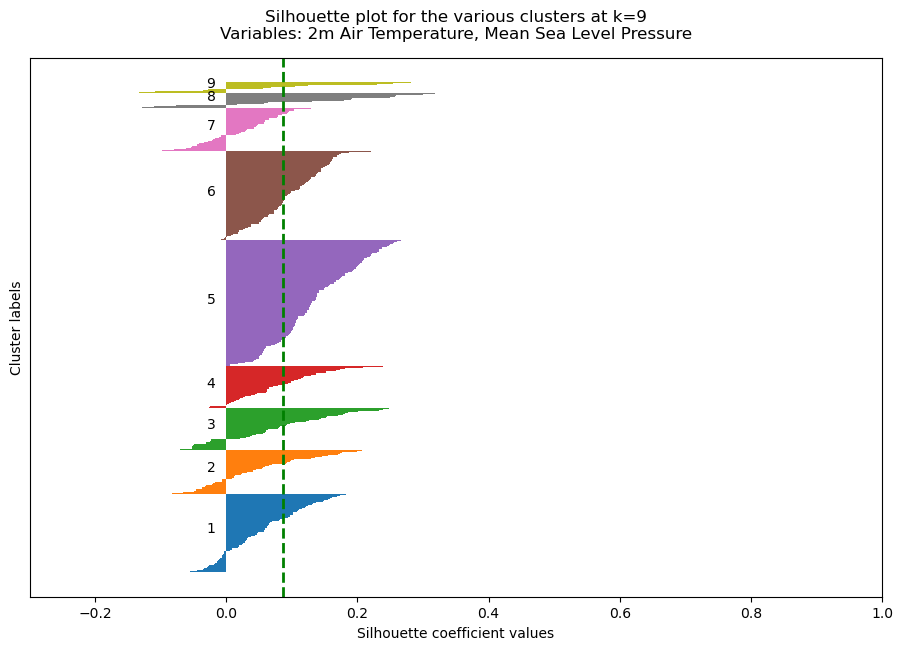 Silhouette plot for the various clusters at k=9
Variables: 2m Air Temperature, Mean Sea Level Pressure
9
8
7
6
5
4
3
2
1
Cluster labels
−0.2 0.0 0.2 0.4 0.6 0.8 1.0
Silhouette coefficient values